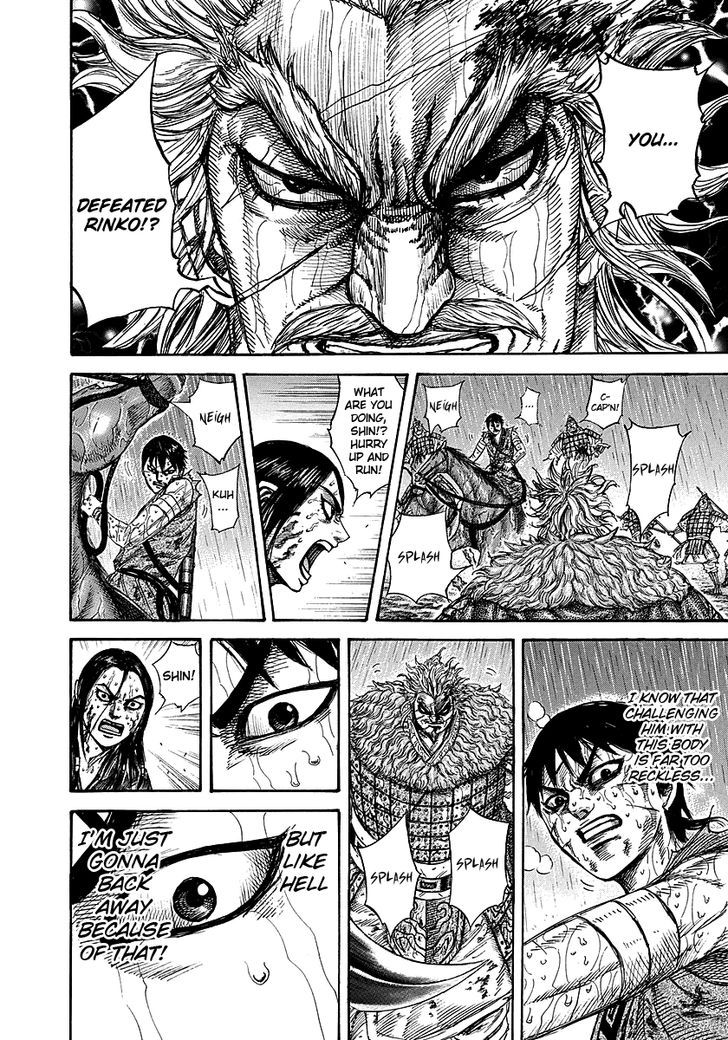 YOU...
DEFEATED
RINKO!?
C-
CAP'N!
...
NEIGH
SPLASH
SPLASH
WHAT
ARE YOU
DOING,
SHIN!?
HURRY
UP AND
RUN!
NEIGH
KUH
...
I KNOW THAT
CHALLENGING
HIM WITH
THIS BODY
IS FAR TOO
RECKLESS...
SPLASH
SPLASH
SHIN!
BUT
LIKE
HELL
I'M JUST
GONNA
BACK
AWAY
BECAUSE
OF THAT!